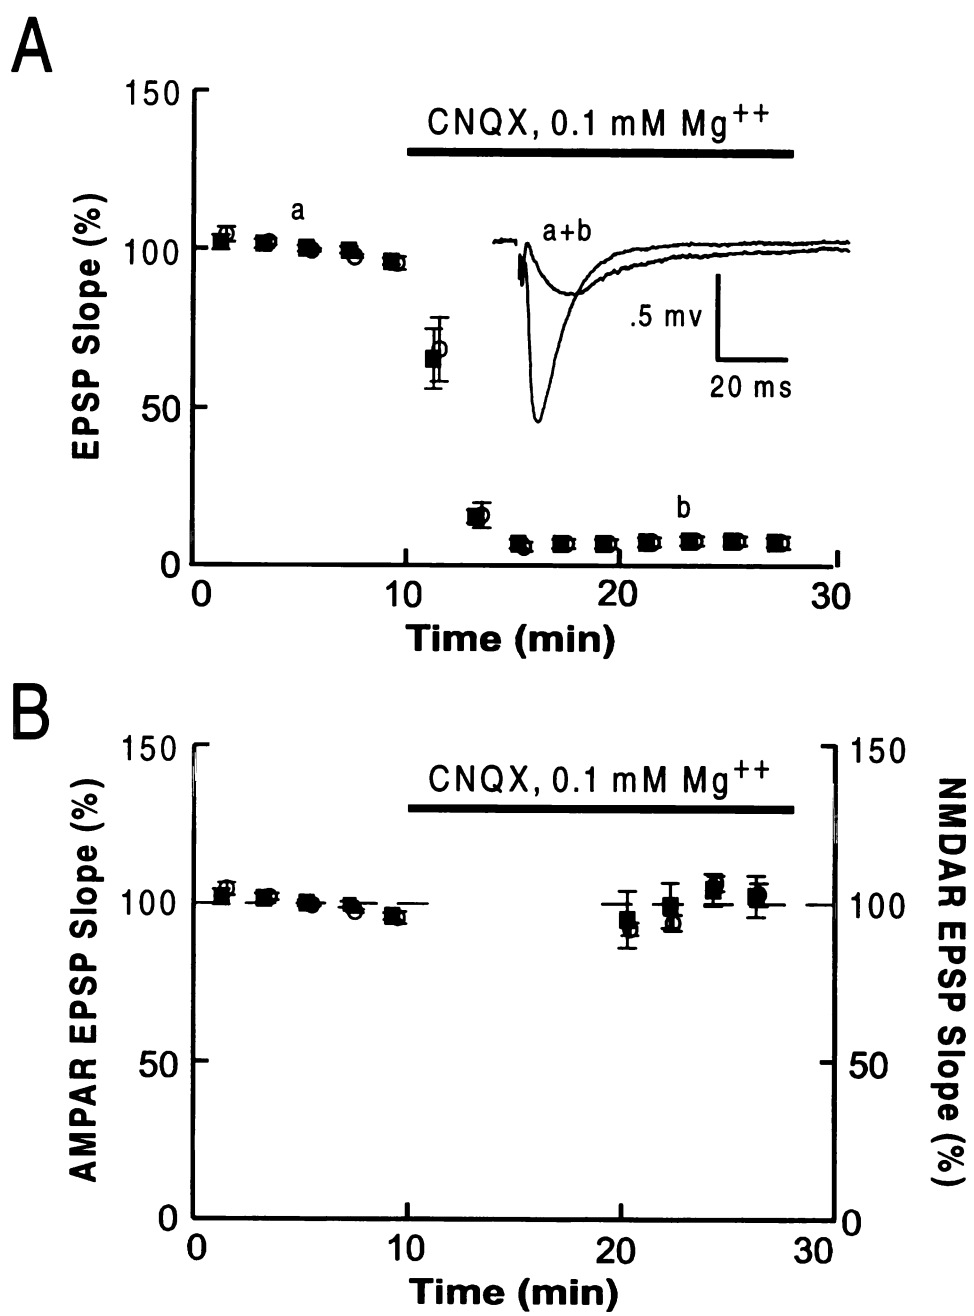 A
150
CNQX, 0.1 mM Mg++
a
a+b
100
.5 mv
20 ms
50
b
0
0 10 20 30
EPSP Slope (%)
Time (min)
B
150 150
CNQX, 0.1 mM Mg++
100 100
50 50
0 0
0 10 20 30
AMPAR EPSP Slope (%)
NMDAR EPSP Slope (%)
Time (min)